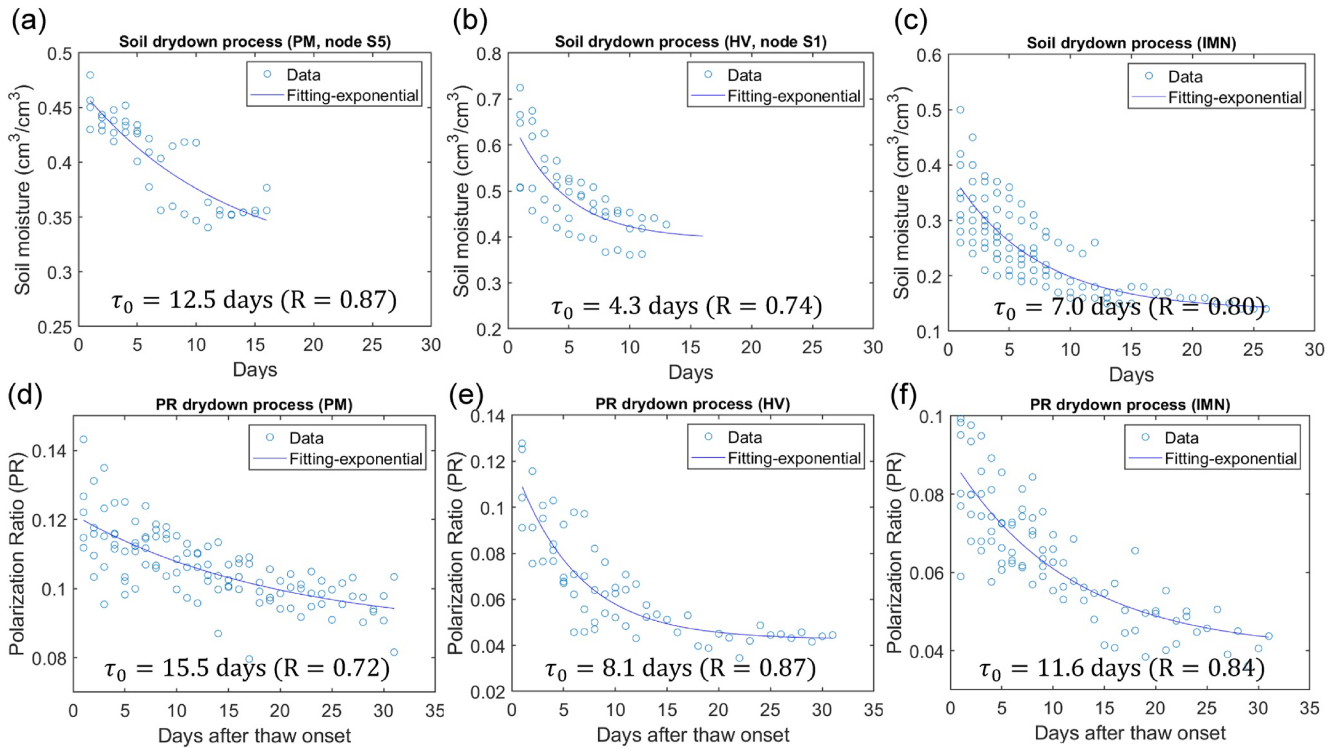 (a)
Soil drydown process (PM, node S5)
Soil moisture (cm³/cm³)
0.5
0.45
0.4
0.35
0.3
0.25
Data
Fitting-exponential
τ₀ = 12.5 days (R = 0.87)
0 5 10 15 20 25 30
Days
(b)
Soil drydown process (HV, node S1)
Soil moisture (cm³/cm³)
0.8
0.7
0.6
0.5
0.4
0.3
0.2
Data
Fitting-exponential
τ₀ = 4.3 days (R = 0.74)
0 5 10 15 20 25 30
Days
(c)
Soil drydown process (IMN)
Soil moisture (cm³/cm³)
0.6
0.5
0.4
0.3
0.2
0.1
Data
Fitting-exponential
τ₀ = 7.0 days (R = 0.80)
0 5 10 15 20 25 30
Days
(d)
PR drydown process (PM)
Polarization Ratio (PR)
0.14
0.12
0.1
0.08
Data
Fitting-exponential
τ₀ = 15.5 days (R = 0.72)
0 5 10 15 20 25 30 35
Days after thaw onset
(e)
PR drydown process (HV)
Polarization Ratio (PR)
0.14
0.12
0.1
0.08
0.06
0.04
0.02
Data
Fitting-exponential
τ₀ = 8.1 days (R = 0.87)
0 5 10 15 20 25 30 35
Days after thaw onset
(f)
PR drydown process (IMN)
Polarization Ratio (PR)
0.1
0.08
0.06
0.04
Data
Fitting-exponential
τ₀ = 11.6 days (R = 0.84)
0 5 10 15 20 25 30 35
Days after thaw onset